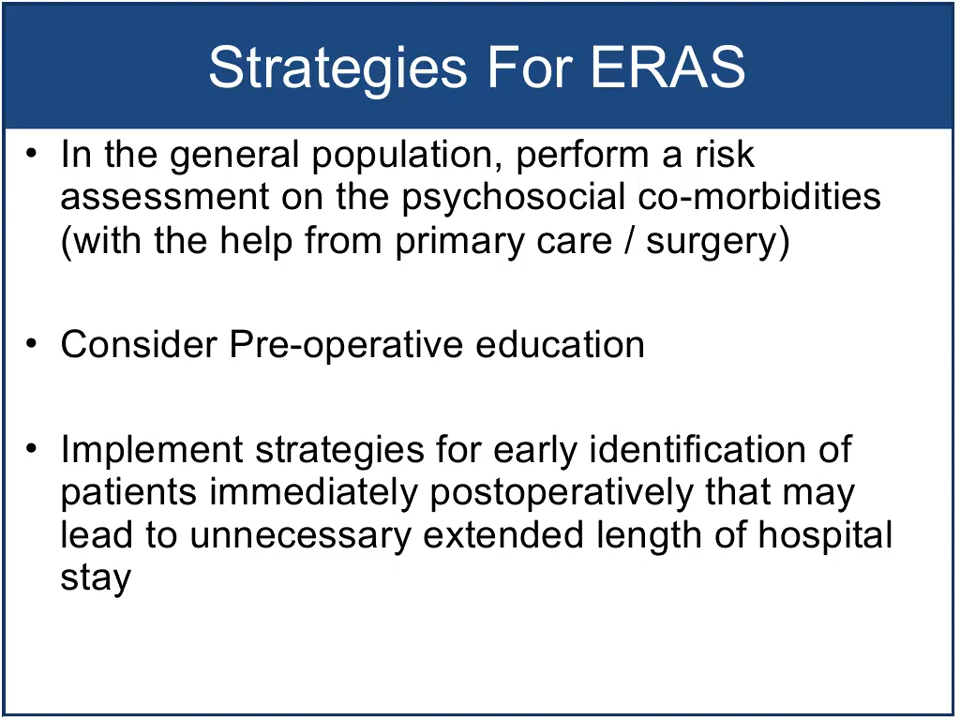 Strategies For ERAS
• In the general population, perform a risk
assessment on the psychosocial co-morbidities
(with the help from primary care / surgery)
• Consider Pre-operative education
• Implement strategies for early identification of
patients immediately postoperatively that may
lead to unnecessary extended length of hospital
stay